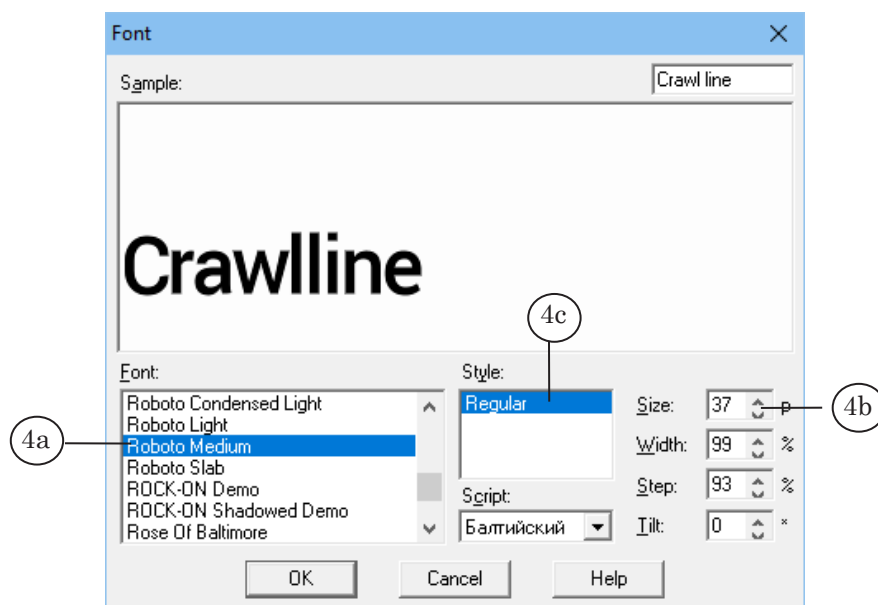 Font
Sample:
Crawl line
Crawlline
4c
Font:
Style:
Roboto Condensed Light
Roboto Light
Roboto Medium
Roboto Slab
ROCK-ON Demo
ROCK-ON Shadowed Demo
Rose Of Baltimore
4a
Regular
Script:
Балтийский
Size: 37 p
4b
Width: 99 %
Step: 93 %
Tilt: 0 °
OK
Cancel
Help